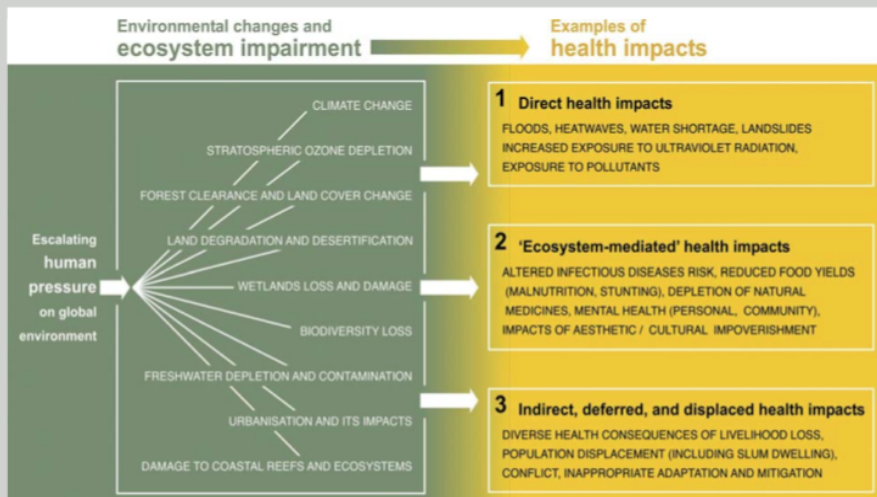 Environmental changes and
ecosystem impairment
Examples of
health impacts
Escalating
human
pressure
on global
environment
CLIMATE CHANGE
STRATOSPHERIC OZONE DEPLETION
FOREST CLEARANCE AND LAND COVER CHANGE
LAND DEGRADATION AND DESERTIFICATION
WETLANDS LOSS AND DAMAGE
BIODIVERSITY LOSS
FRESHWATER DEPLETION AND CONTAMINATION
URBANISATION AND ITS IMPACTS
DAMAGE TO COASTAL REEFS AND ECOSYSTEMS
1 Direct health impacts
FLOODS, HEATWAVES, WATER SHORTAGE, LANDSLIDES
INCREASED EXPOSURE TO ULTRAVIOLET RADIATION,
EXPOSURE TO POLLUTANTS
2 ‘Ecosystem-mediated’ health impacts
ALTERED INFECTIOUS DISEASES RISK, REDUCED FOOD YIELDS
(MALNUTRITION, STUNTING), DEPLETION OF NATURAL
MEDICINES, MENTAL HEALTH (PERSONAL, COMMUNITY),
IMPACTS OF AESTHETIC / CULTURAL IMPOVERISHMENT
3 Indirect, deferred, and displaced health impacts
DIVERSE HEALTH CONSEQUENCES OF LIVELIHOOD LOSS,
POPULATION DISPLACEMENT (INCLUDING SLUM DWELLING),
CONFLICT, INAPPROPRIATE ADAPTATION AND MITIGATION